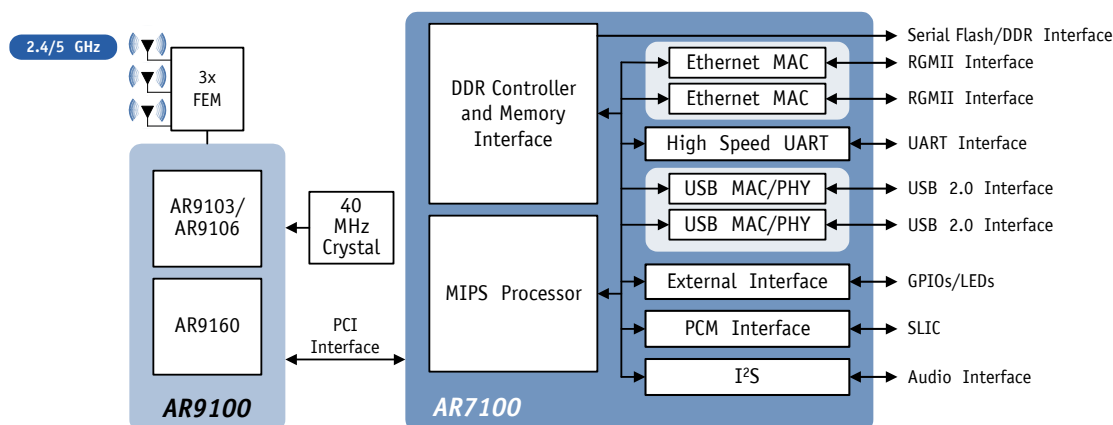 2.4/5 GHz
3x
FEM
AR9103/
AR9106
AR9160
AR9100
40
MHz
Crystal
PCI
Interface
DDR Controller
and Memory
Interface
MIPS Processor
AR7100
Ethernet MAC
Ethernet MAC
High Speed UART
USB MAC/PHY
USB MAC/PHY
External Interface
PCM Interface
I²S
Serial Flash/DDR Interface
RGMII Interface
RGMII Interface
UART Interface
USB 2.0 Interface
USB 2.0 Interface
GPIOs/LEDs
SLIC
Audio Interface